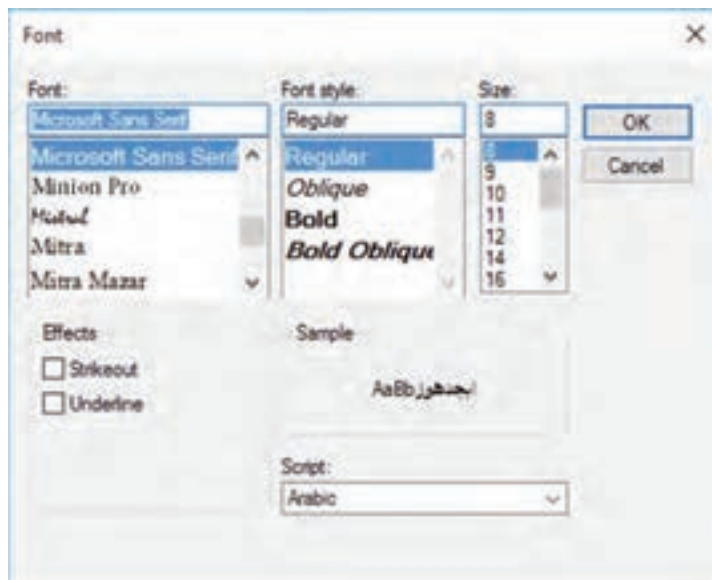 Font
Font:
Microsoft Sans Serif
Microsoft Sans Serif
Minion Pro
Mistral
Mitra
Mitra Mazar
Font style:
Regular
Regular
Oblique
Bold
Bold Oblique
Size:
8
8
9
10
11
12
14
16
OK
Cancel
Effects
Strikeout
Underline
Sample
AaBbابجدهوز
Script:
Arabic